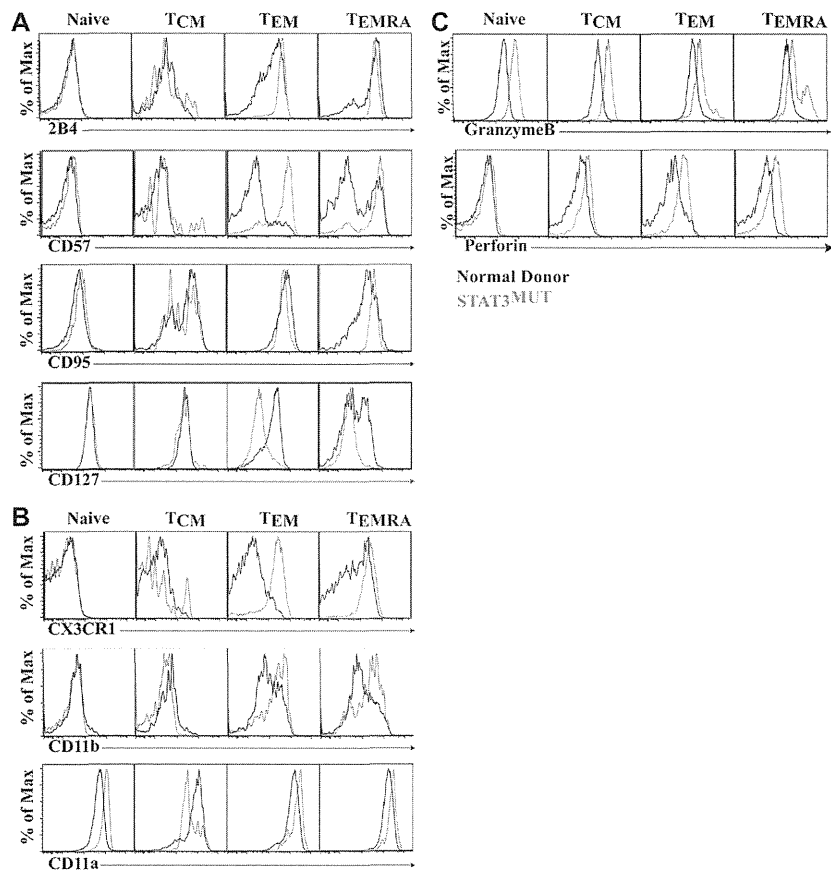 A
Naive TCM TEM TEMRA
% of Max
2B4
% of Max
CD57
% of Max
CD95
% of Max
CD127
B
Naive TCM TEM TEMRA
% of Max
CX3CR1
% of Max
CD11b
% of Max
CD11a
C
Naive TCM TEM TEMRA
% of Max
GranzymeB
% of Max
Perforin
Normal Donor
STAT3MUT